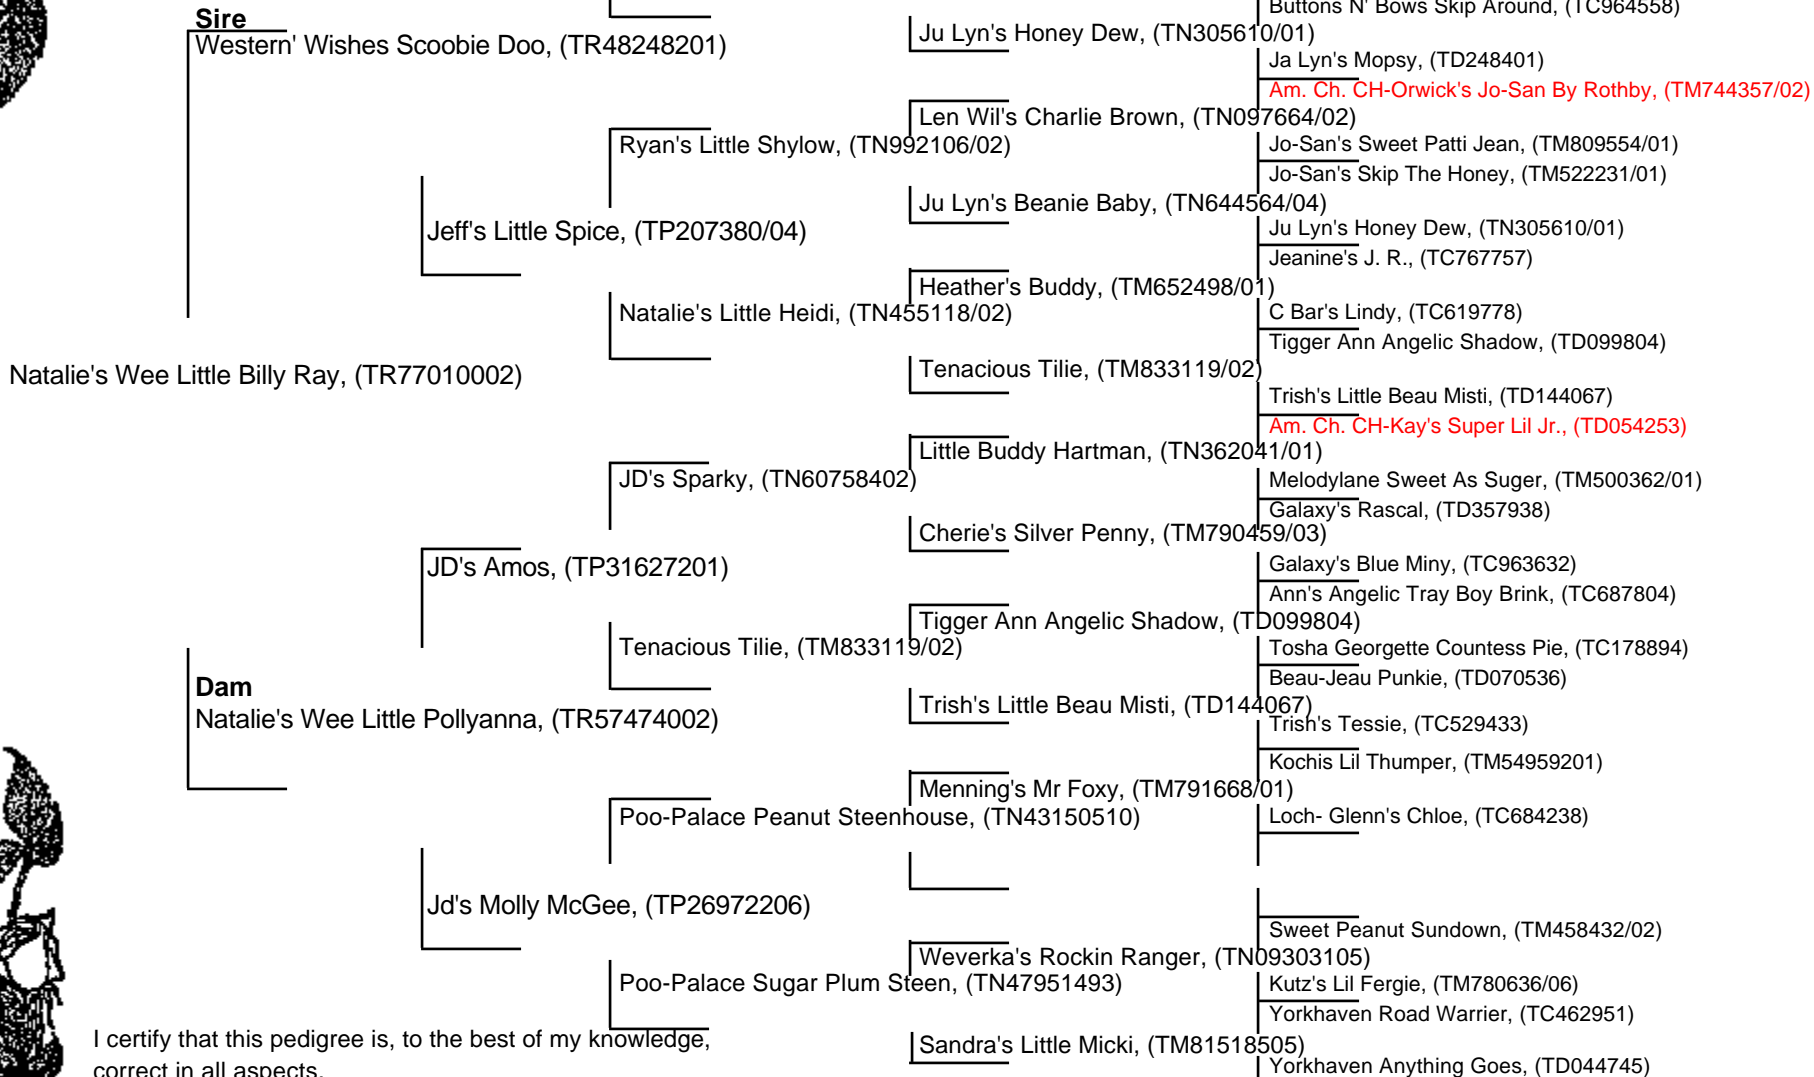 Buttons N' Bows Skip Around, (TC964558)
Sire
Ju Lyn's Honey Dew, (TN305610/01)
Western' Wishes Scoobie Doo, (TR48248201)
Ja Lyn's Mopsy, (TD248401)
Am. Ch. CH-Orwick's Jo-San By Rothby, (TM744357/02)
Len Wil's Charlie Brown, (TN097664/02)
Ryan's Little Shylow, (TN992106/02)
Jo-San's Sweet Patti Jean, (TM809554/01)
Jo-San's Skip The Honey, (TM522231/01)
Ju Lyn's Beanie Baby, (TN644564/04)
Jeff's Little Spice, (TP207380/04)
Ju Lyn's Honey Dew, (TN305610/01)
Jeanine's J. R., (TC767757)
Heather's Buddy, (TM652498/01)
Natalie's Little Heidi, (TN455118/02)
C Bar's Lindy, (TC619778)
Tigger Ann Angelic Shadow, (TD099804)
Tenacious Tilie, (TM833119/02)
Natalie's Wee Little Billy Ray, (TR77010002)
Trish's Little Beau Misti, (TD144067)
Am. Ch. CH-Kay's Super Lil Jr., (TD054253)
Little Buddy Hartman, (TN362041/01)
JD's Sparky, (TN60758402)
Melodylane Sweet As Suger, (TM500362/01)
Galaxy's Rascal, (TD357938)
Cherie's Silver Penny, (TM790459/03)
JD's Amos, (TP31627201)
Galaxy's Blue Miny, (TC963632)
Ann's Angelic Tray Boy Brink, (TC687804)
Tigger Ann Angelic Shadow, (TD099804)
Tenacious Tilie, (TM833119/02)
Tosha Georgette Countess Pie, (TC178894)
Beau-Jeau Punkie, (TD070536)
Dam
Trish's Little Beau Misti, (TD144067)
Natalie's Wee Little Pollyanna, (TR57474002)
Trish's Tessie, (TC529433)
Kochis Lil Thumper, (TM54959201)
Menning's Mr Foxy, (TM791668/01)
Poo-Palace Peanut Steenhouse, (TN43150510)
Loch- Glenn's Chloe, (TC684238)
Jd's Molly McGee, (TP26972206)
Sweet Peanut Sundown, (TM458432/02)
Weverka's Rockin Ranger, (TN09303105)
Poo-Palace Sugar Plum Steen, (TN47951493)
Kutz's Lil Fergie, (TM780636/06)
Yorkhaven Road Warrier, (TC462951)
Sandra's Little Micki, (TM81518505)
Yorkhaven Anything Goes, (TD044745)
I certify that this pedigree is, to the best of my knowledge,
correct in all aspects.